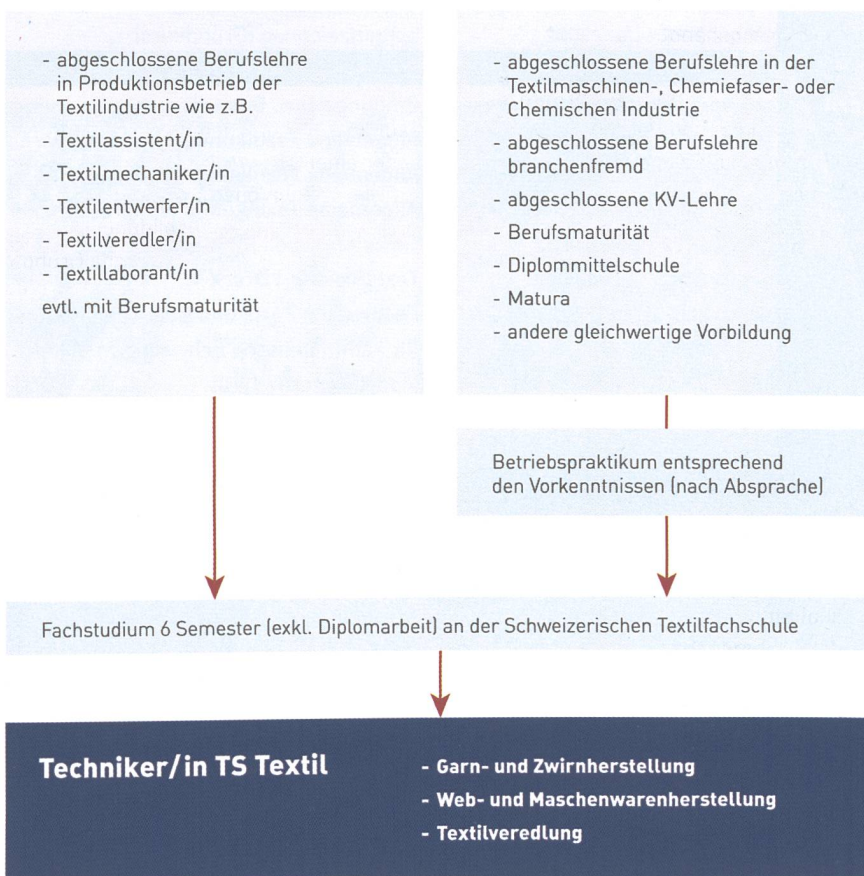 - abgeschlossene Berufslehre
in Produktionsbetrieb der
Textilindustrie wie z.B.
- Textilassistent/in
- Textilmechaniker/in
- Textilentwerfer/in
- Textilveredler/in
- Textillaborant/in
evtl. mit Berufsmaturität
- abgeschlossene Berufslehre in der
Textilmaschinen-, Chemiefaser- oder
Chemischen Industrie
- abgeschlossene Berufslehre
branchenfremd
- abgeschlossene KV-Lehre
- Berufsmaturität
- Diplommittelschule
- Matura
- andere gleichwertige Vorbildung
Betriebspraktikum entsprechend
den Vorkenntnissen (nach Absprache)
Fachstudium 6 Semester (exkl. Diplomarbeit) an der Schweizerischen Textilfachschule
Techniker/in TS Textil
- Garn- und Zwirnherstellung
- Web- und Maschenwarenherstellung
- Textilveredlung